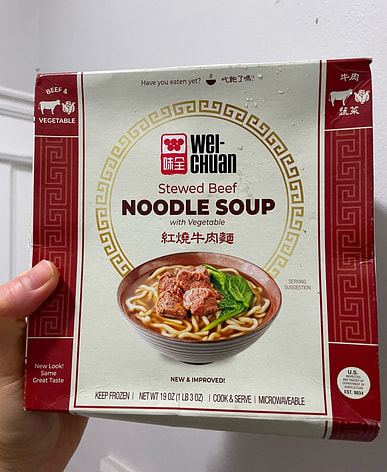 Have you eaten yet? 吃飽了嗎?
BEEF &
VEGETABLE
牛肉
蔬菜
味全
WEI-
CHUAN
Stewed Beef
NOODLE SOUP
with Vegetable
紅燒牛肉麵
SERVING
SUGGESTION
New Look!
Same
Great Taste
NEW & IMPROVED!
KEEP FROZEN | NET WT 19 OZ (1 LB 3 OZ) | COOK & SERVE | MICROWAVEABLE
U.S.
INSPECTED
AND PASSED BY
DEPARTMENT OF
AGRICULTURE
EST. 9034